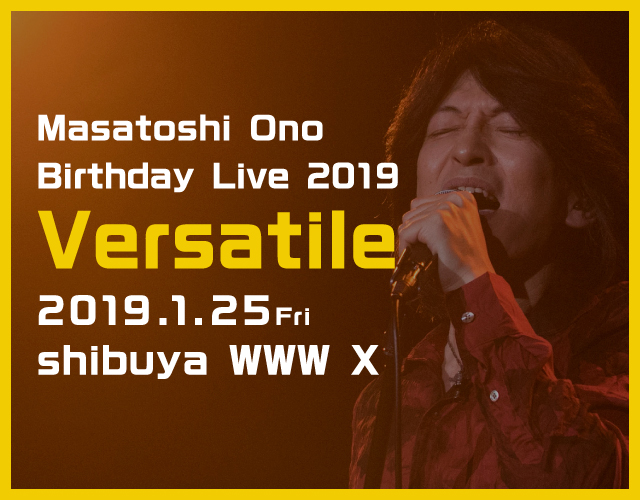 Masatoshi Ono
Birthday Live 2019
Versatile
2019.1.25Fri
shibuya WWW X